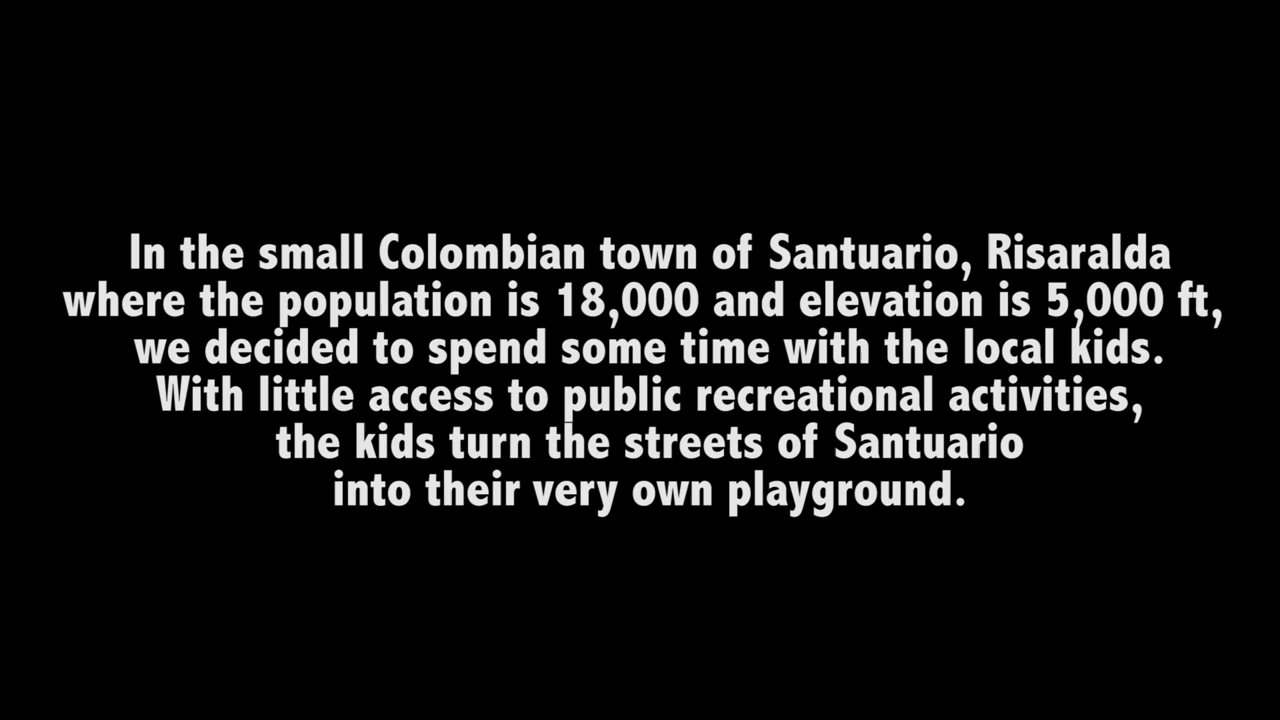 In the small Colombian town of Santuario, Risaralda
where the population is 18,000 and elevation is 5,000 ft,
we decided to spend some time with the local kids.
With little access to public recreational activities,
the kids turn the streets of Santuario
into their very own playground.